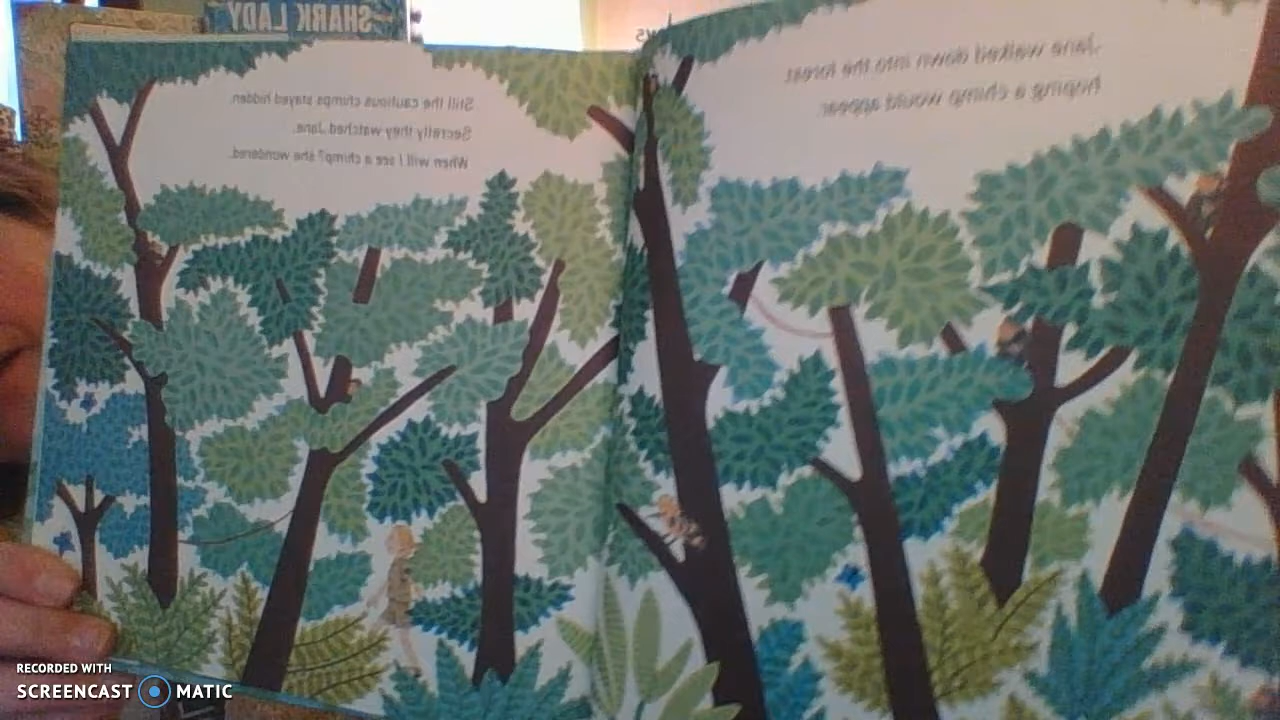 SHARK LADY
Jane walked down into the forest
hoping a chimp would appear.
Still the cautious chimps stayed hidden.
Secretly they watched Jane.
When will I see a chimp? she wondered.
RECORDED WITH
SCREENCAST MATIC